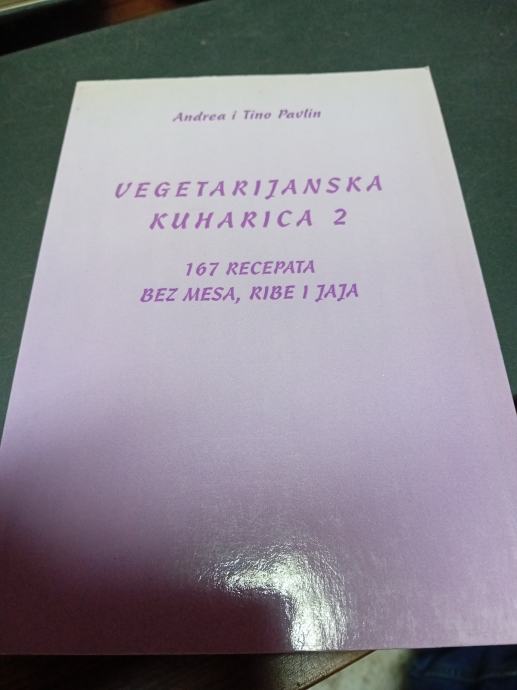 Andrea i Tino Pavlin
VEGETARIJANSKA
KUHARICA 2
167 RECEPATA
BEZ MESA, RIBE I JAJA